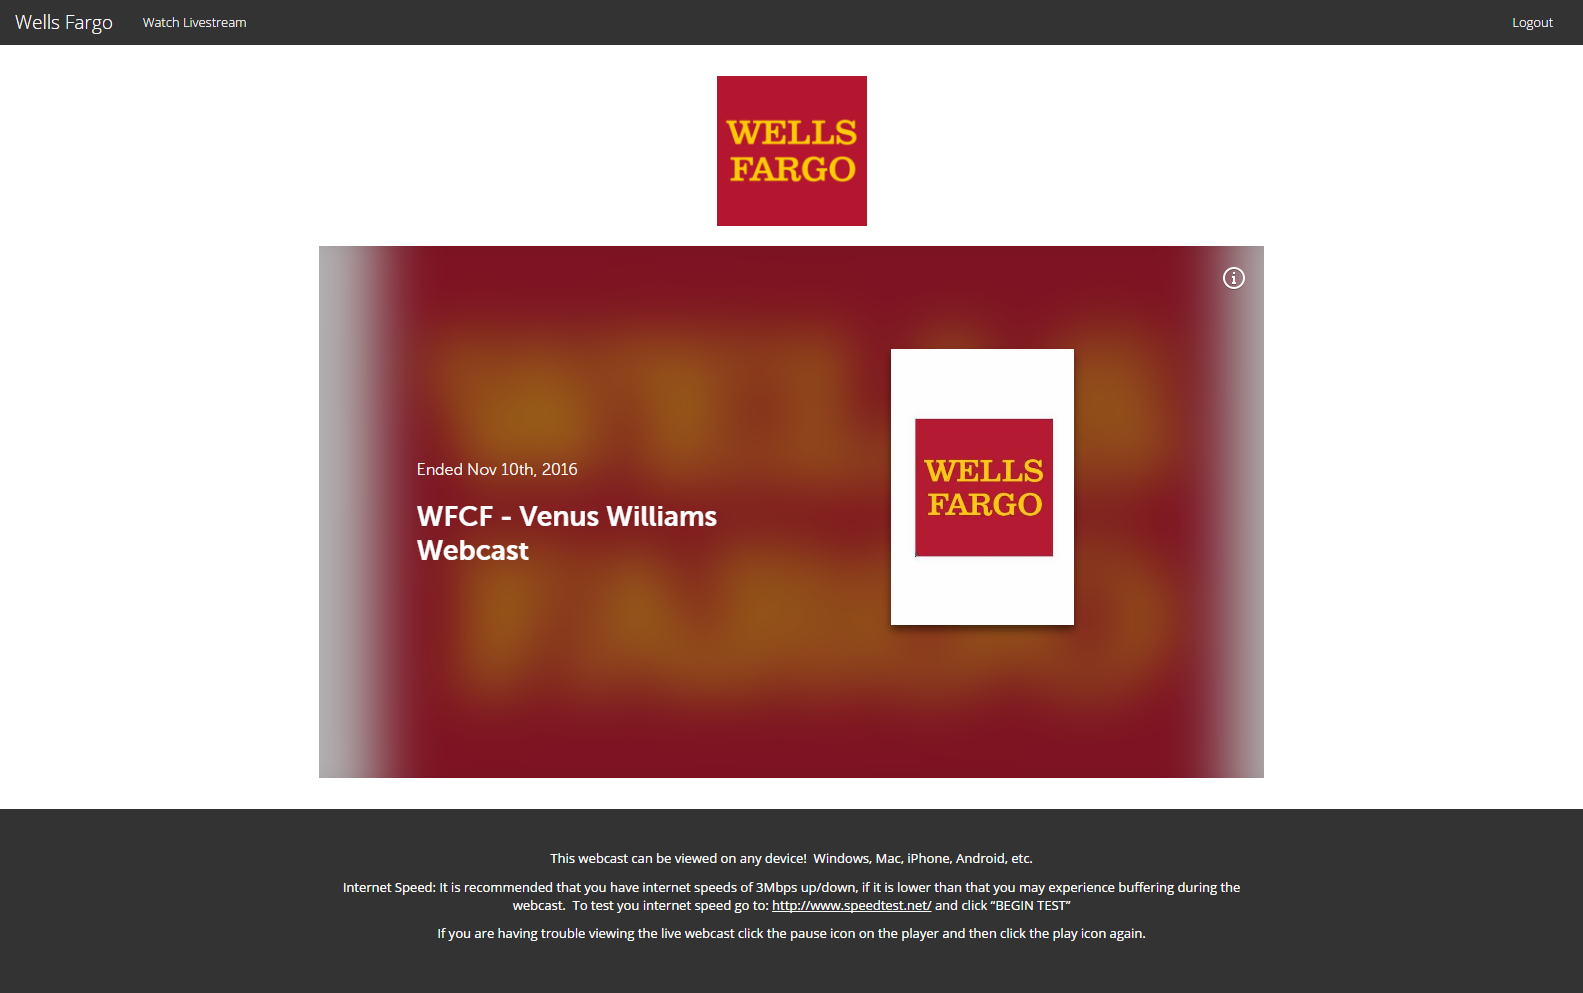 Wells Fargo
Watch Livestream
Logout
WELLS
FARGO
Ended Nov 10th, 2016
WFCF - Venus Williams
Webcast
WELLS
FARGO
This webcast can be viewed on any device!  Windows, Mac, iPhone, Android, etc.
Internet Speed: It is recommended that you have internet speeds of 3Mbps up/down, if it is lower than that you may experience buffering during the
webcast.  To test you internet speed go to: http://www.speedtest.net/ and click “BEGIN TEST”
If you are having trouble viewing the live webcast click the pause icon on the player and then click the play icon again.